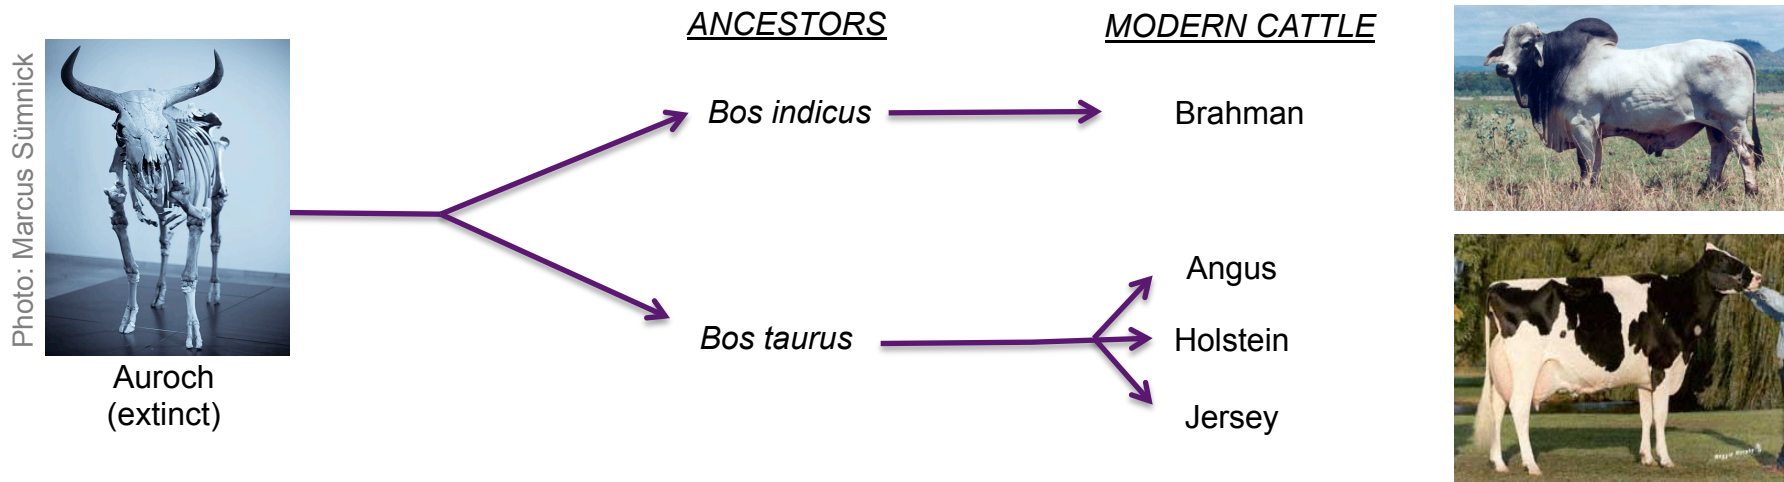 ANCESTORS
MODERN CATTLE
Photo: Marcus Sümnick
Bos indicus
Brahman
Angus
Bos taurus
Holstein
Jersey
Auroch
(extinct)